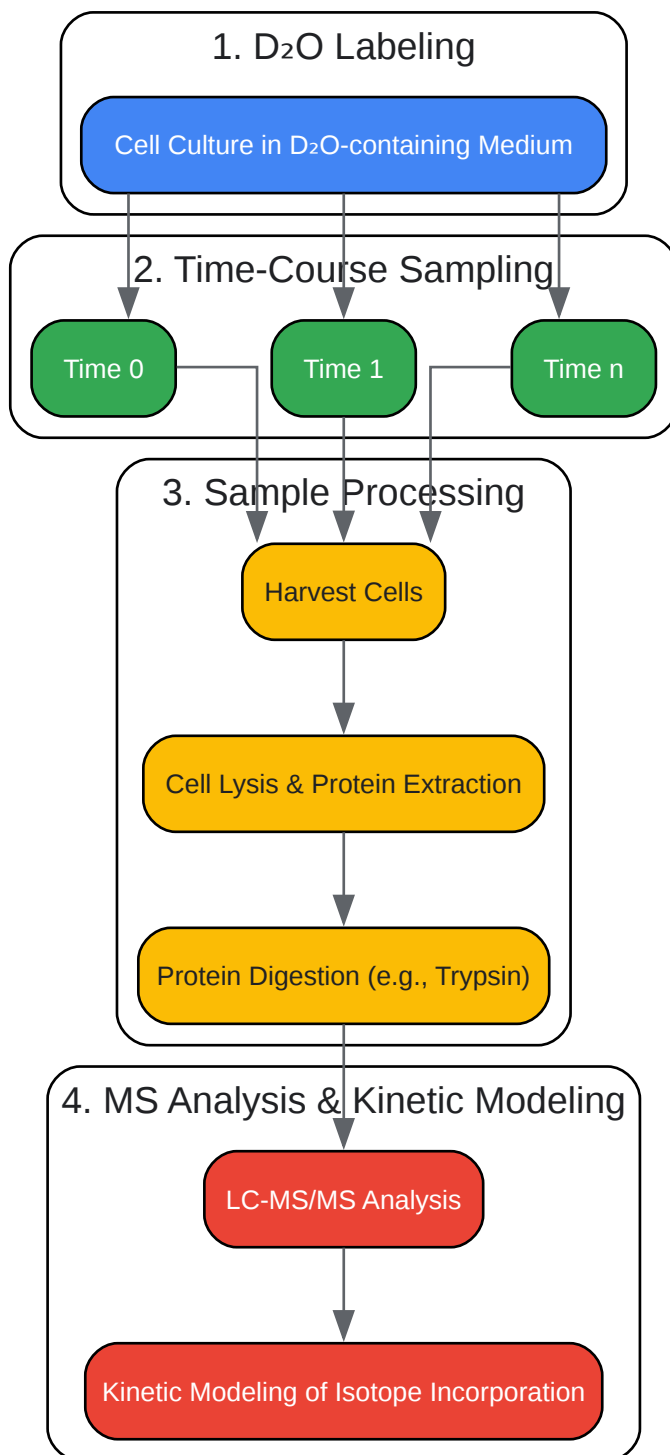 1. D₂O Labeling
Cell Culture in D₂O-containing Medium
2. Time-Course Sampling
Time 0
Time 1
Time n
3. Sample Processing
Harvest Cells
Cell Lysis & Protein Extraction
Protein Digestion (e.g., Trypsin)
4. MS Analysis & Kinetic Modeling
LC-MS/MS Analysis
Kinetic Modeling of Isotope Incorporation